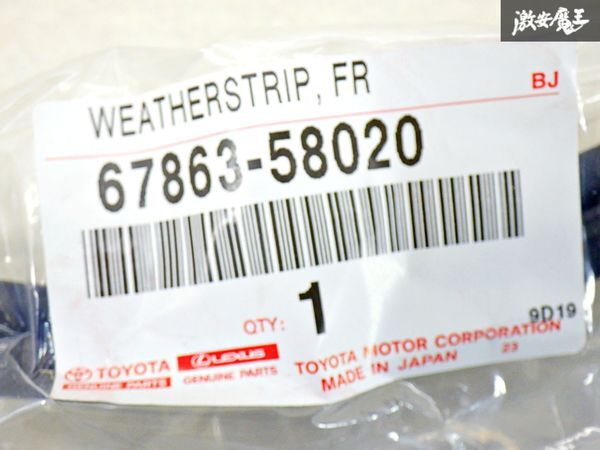 激安魔王
WEATHERSTRIP, FR
BJ
67863-58020
QTY: 1
9D19
TOYOTA
GENUINE PARTS
LEXUS
GENUINE PARTS
TOYOTA MOTOR CORPORATION
MADE IN JAPAN 23